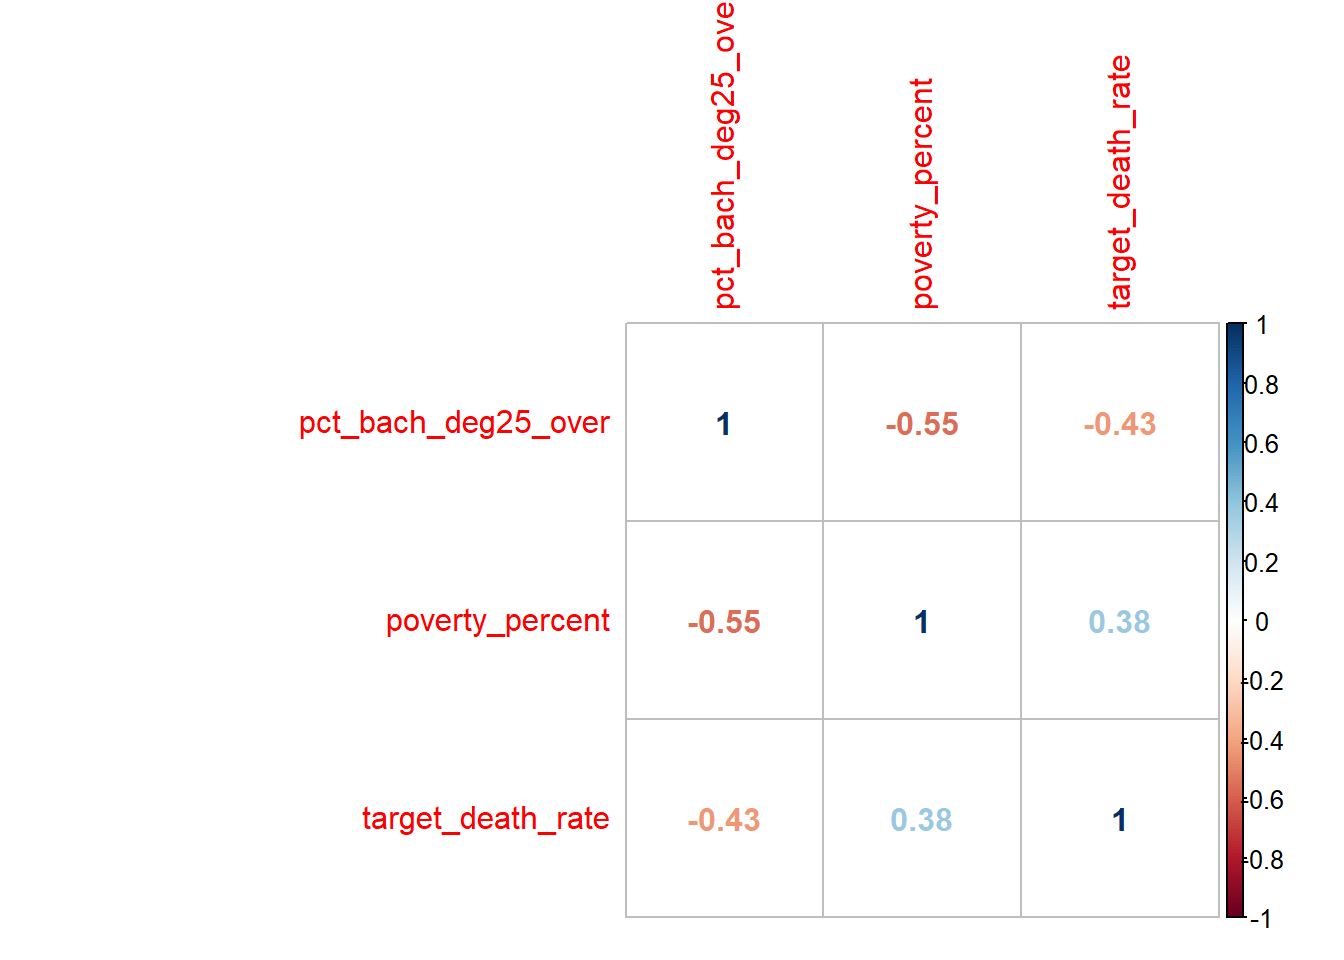 pct_bach_deg25_ove
poverty_percent
target_death_rate
pct_bach_deg25_over 1 -0.55 -0.43
poverty_percent -0.55 1 0.38
target_death_rate -0.43 0.38 1
1
0.8
0.6
0.4
0.2
0
-0.2
-0.4
-0.6
-0.8
-1